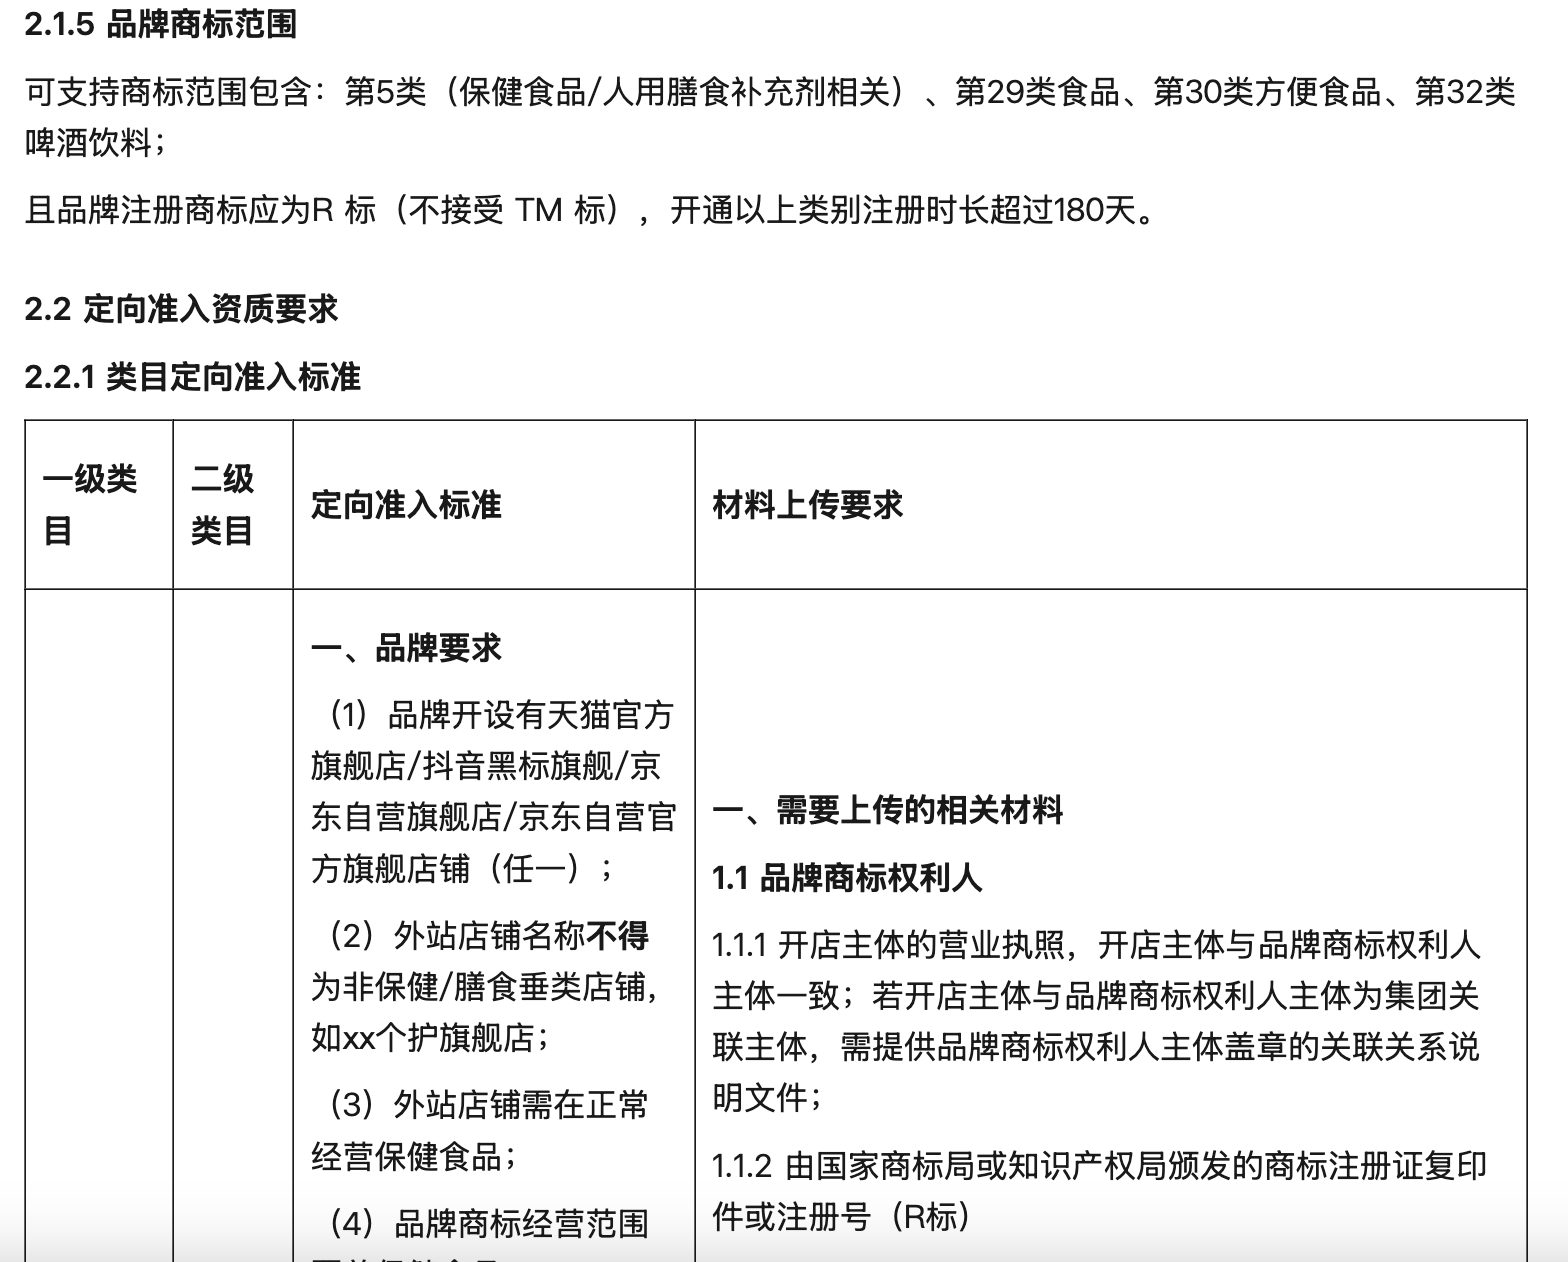 2.1.5 品牌商标范围
可支持商标范围包含：第5类（保健食品/人用膳食补充剂相关）、第29类食品、第30类方便食品、第32类
啤酒饮料；
且品牌注册商标应为R 标（不接受 TM 标），开通以上类别注册时长超过180天。
2.2 定向准入资质要求
2.2.1 类目定向准入标准
一级类
目
二级
类目
定向准入标准
材料上传要求
一、品牌要求
（1）品牌开设有天猫官方
旗舰店/抖音黑标旗舰/京
东自营旗舰店/京东自营官
方旗舰店铺（任一）；
（2）外站店铺名称不得
为非保健/膳食垂类店铺，
如xx个护旗舰店；
（3）外站店铺需在正常
经营保健食品；
（4）品牌商标经营范围
一、需要上传的相关材料
1.1 品牌商标权利人
1.1.1 开店主体的营业执照，开店主体与品牌商标权利人
主体一致；若开店主体与品牌商标权利人主体为集团关
联主体，需提供品牌商标权利人主体盖章的关联关系说
明文件；
1.1.2 由国家商标局或知识产权局颁发的商标注册证复印
件或注册号（R标）